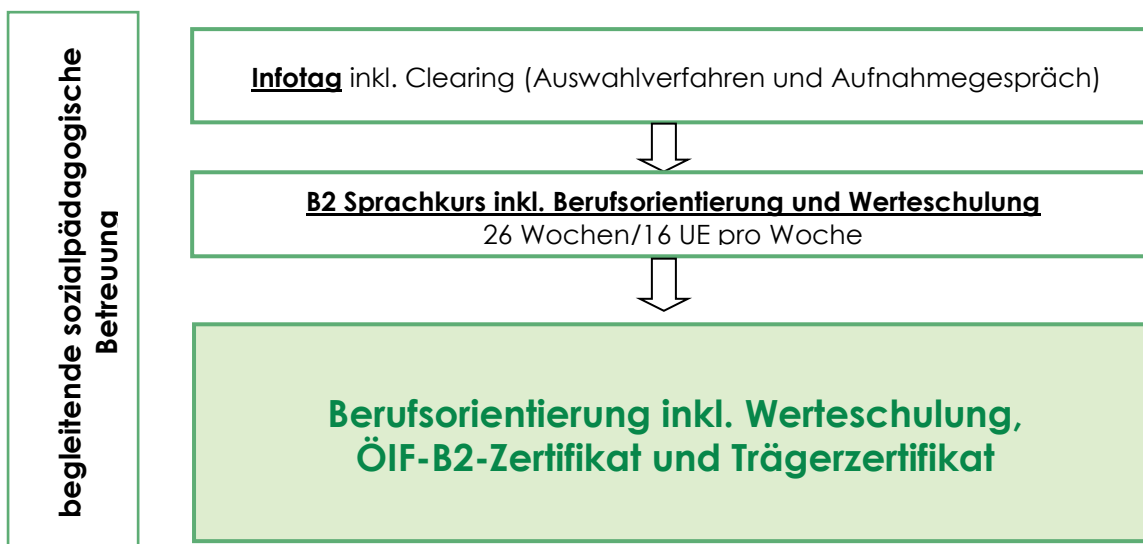 begleitende sozialpädagogische
Betreuung
Infotag inkl. Clearing (Auswahlverfahren und Aufnahmegespräch)
B2 Sprachkurs inkl. Berufsorientierung und Werteschulung
26 Wochen/16 UE pro Woche
Berufsorientierung inkl. Werteschulung,
ÖIF-B2-Zertifikat und Trägerzertifikat